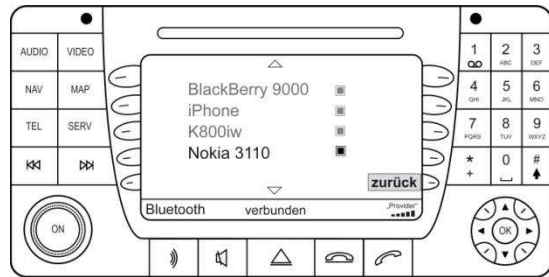 AUDIO VIDEO
NAV MAP
TEL SERV
ON
BlackBerry 9000
iPhone
K800iw
Nokia 3110
zurück
Bluetooth verbunden „Provider“
1 2 ABC 3 DEF
4 GHI 5 JKL 6 MNO
7 PQRS 8 TUV 9 WXYZ
* + 0 #
OK